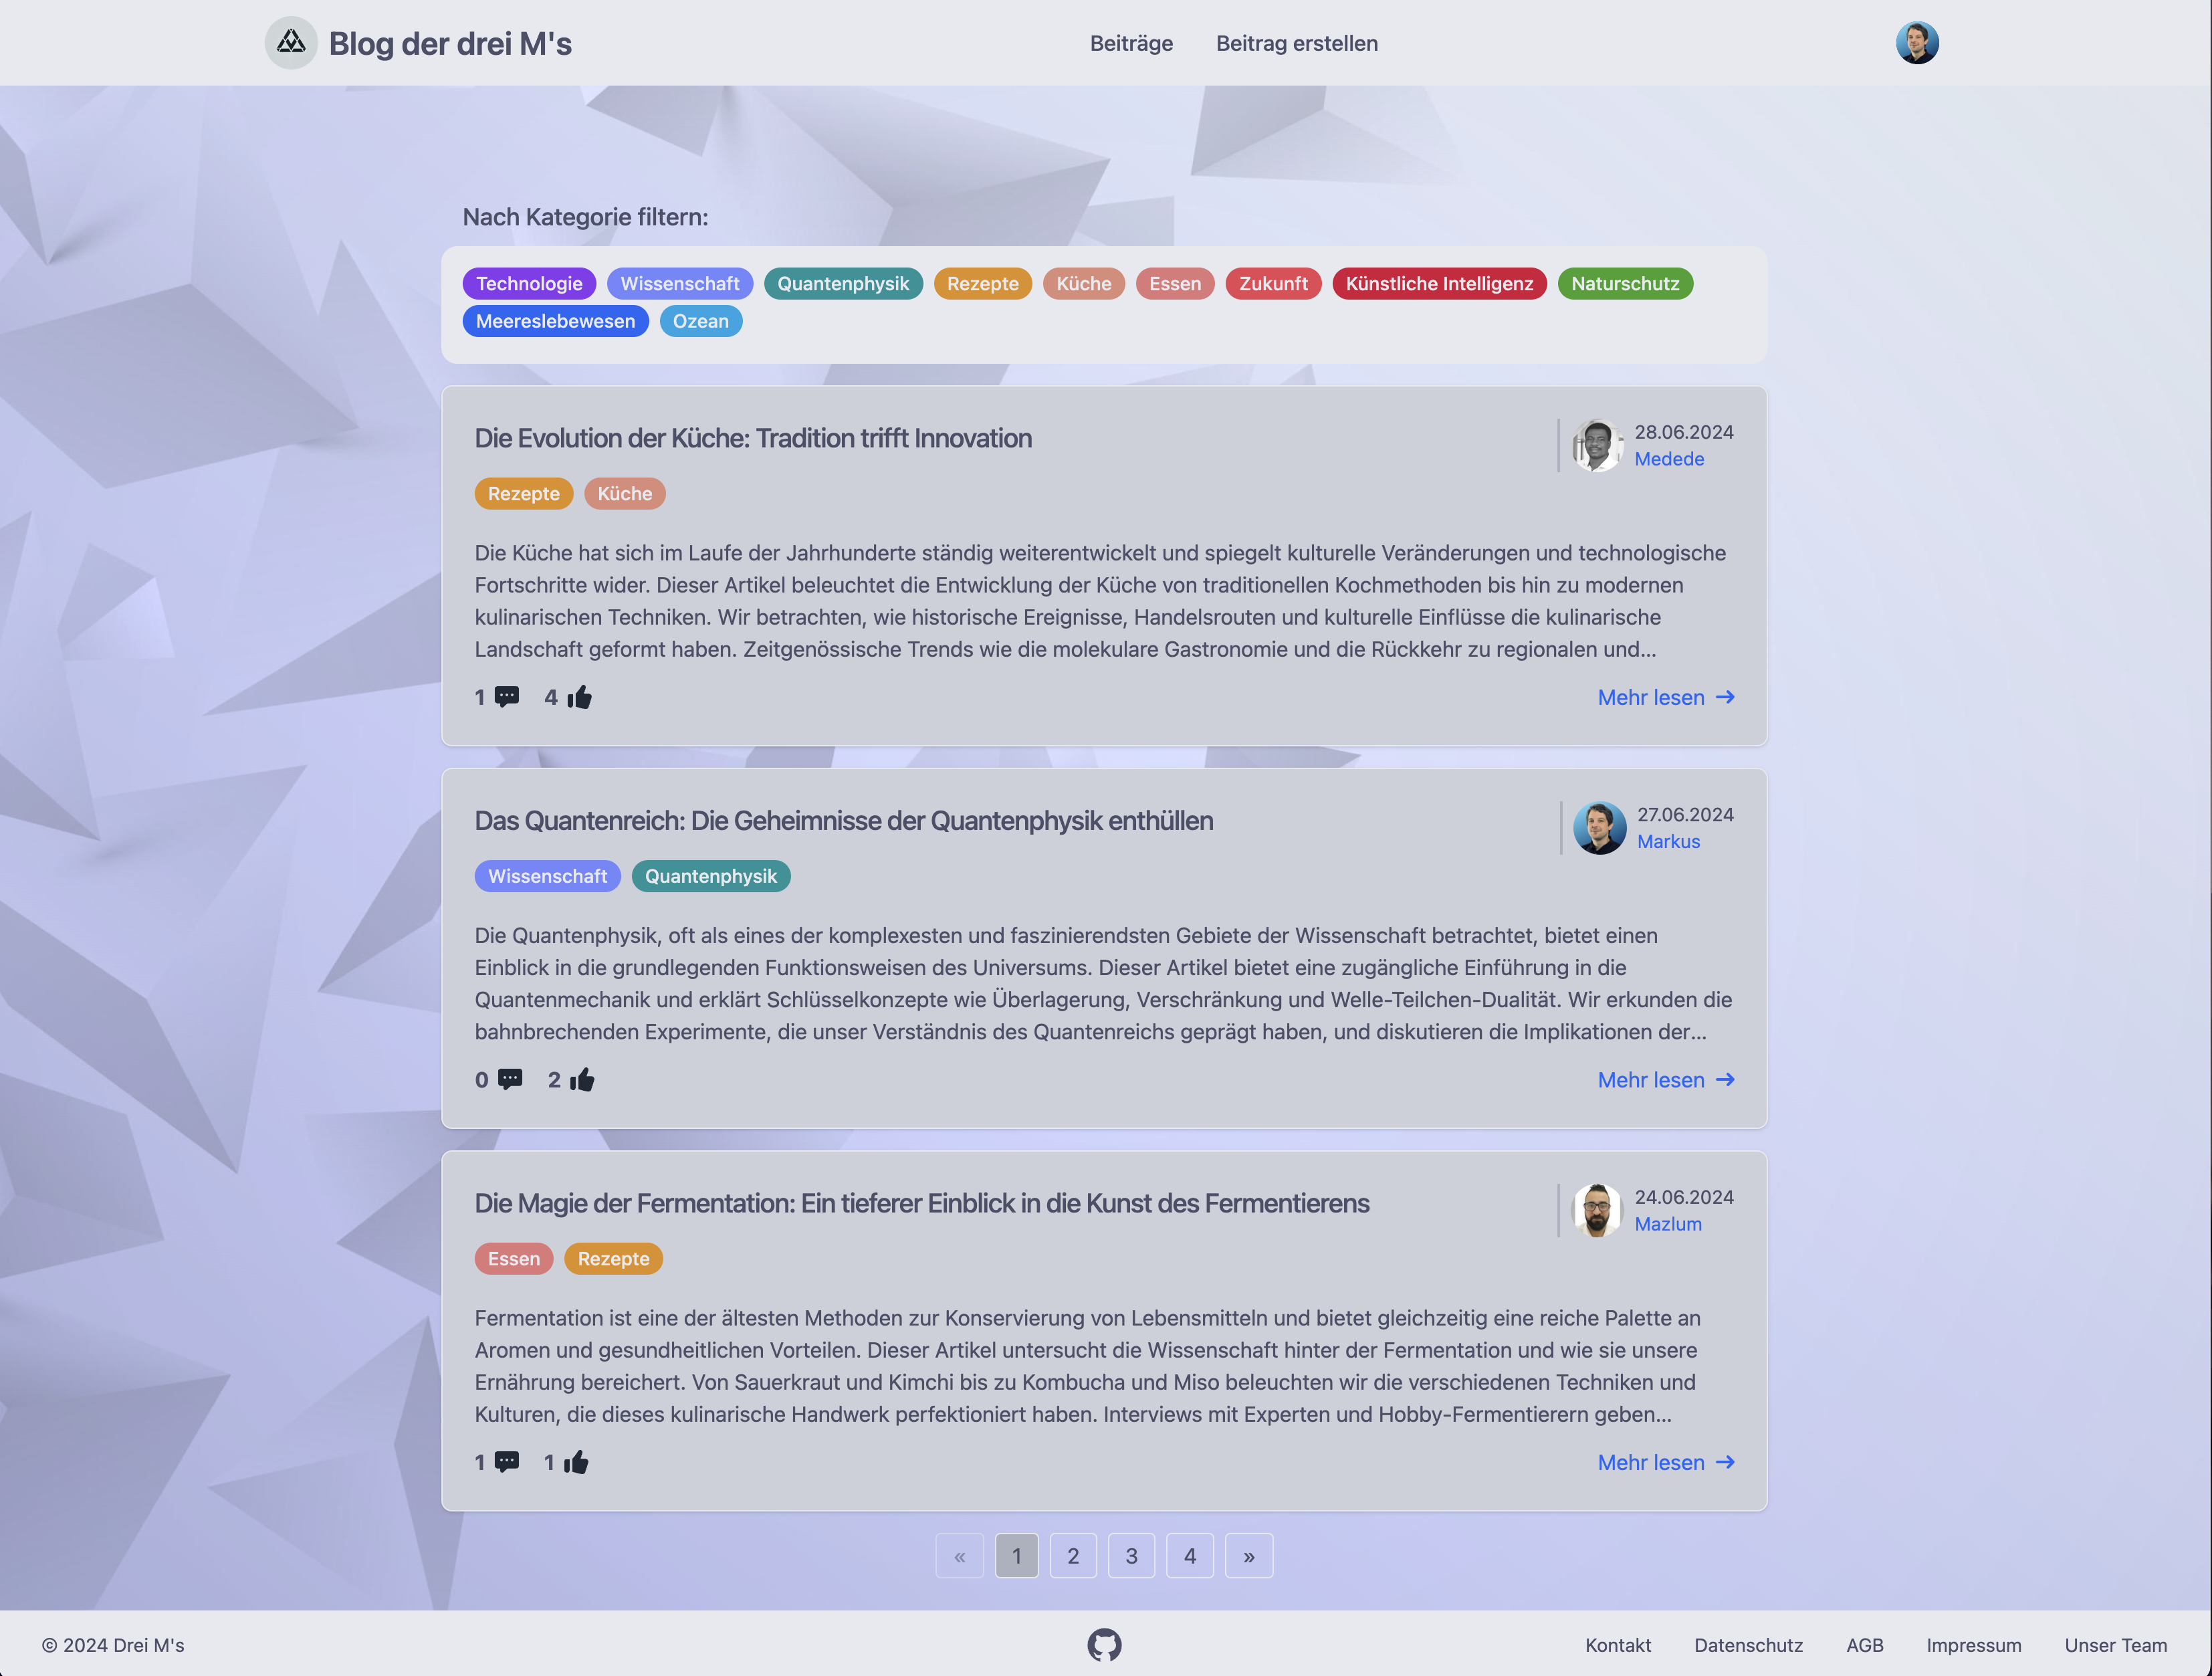 Blog der drei M's
Beiträge
Beitrag erstellen
Nach Kategorie filtern:
Technologie Wissenschaft Quantenphysik Rezepte Küche Essen Zukunft Künstliche Intelligenz Naturschutz
Meereslebewesen Ozean
Die Evolution der Küche: Tradition trifft Innovation
28.06.2024
Medede
Rezepte Küche
Die Küche hat sich im Laufe der Jahrhunderte ständig weiterentwickelt und spiegelt kulturelle Veränderungen und technologische
Fortschritte wider. Dieser Artikel beleuchtet die Entwicklung der Küche von traditionellen Kochmethoden bis hin zu modernen
kulinarischen Techniken. Wir betrachten, wie historische Ereignisse, Handelsrouten und kulturelle Einflüsse die kulinarische
Landschaft geformt haben. Zeitgenössische Trends wie die molekulare Gastronomie und die Rückkehr zu regionalen und...
1 4
Mehr lesen →
Das Quantenreich: Die Geheimnisse der Quantenphysik enthüllen
27.06.2024
Markus
Wissenschaft Quantenphysik
Die Quantenphysik, oft als eines der komplexesten und faszinierendsten Gebiete der Wissenschaft betrachtet, bietet einen
Einblick in die grundlegenden Funktionsweisen des Universums. Dieser Artikel bietet eine zugängliche Einführung in die
Quantenmechanik und erklärt Schlüsselkonzepte wie Überlagerung, Verschränkung und Welle-Teilchen-Dualität. Wir erkunden die
bahnbrechenden Experimente, die unser Verständnis des Quantenreichs geprägt haben, und diskutieren die Implikationen der...
0 2
Mehr lesen →
Die Magie der Fermentation: Ein tieferer Einblick in die Kunst des Fermentierens
24.06.2024
Mazlum
Essen Rezepte
Fermentation ist eine der ältesten Methoden zur Konservierung von Lebensmitteln und bietet gleichzeitig eine reiche Palette an
Aromen und gesundheitlichen Vorteilen. Dieser Artikel untersucht die Wissenschaft hinter der Fermentation und wie sie unsere
Ernährung bereichert. Von Sauerkraut und Kimchi bis zu Kombucha und Miso beleuchten wir die verschiedenen Techniken und
Kulturen, die dieses kulinarische Handwerk perfektioniert haben. Interviews mit Experten und Hobby-Fermentierern geben...
1 1
Mehr lesen →
« 1 2 3 4 »
© 2024 Drei M's
Kontakt Datenschutz AGB Impressum Unser Team